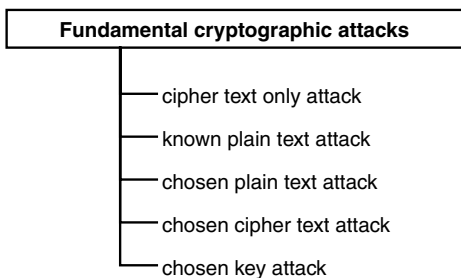 Fundamental cryptographic attacks
cipher text only attack
known plain text attack
chosen plain text attack
chosen cipher text attack
chosen key attack